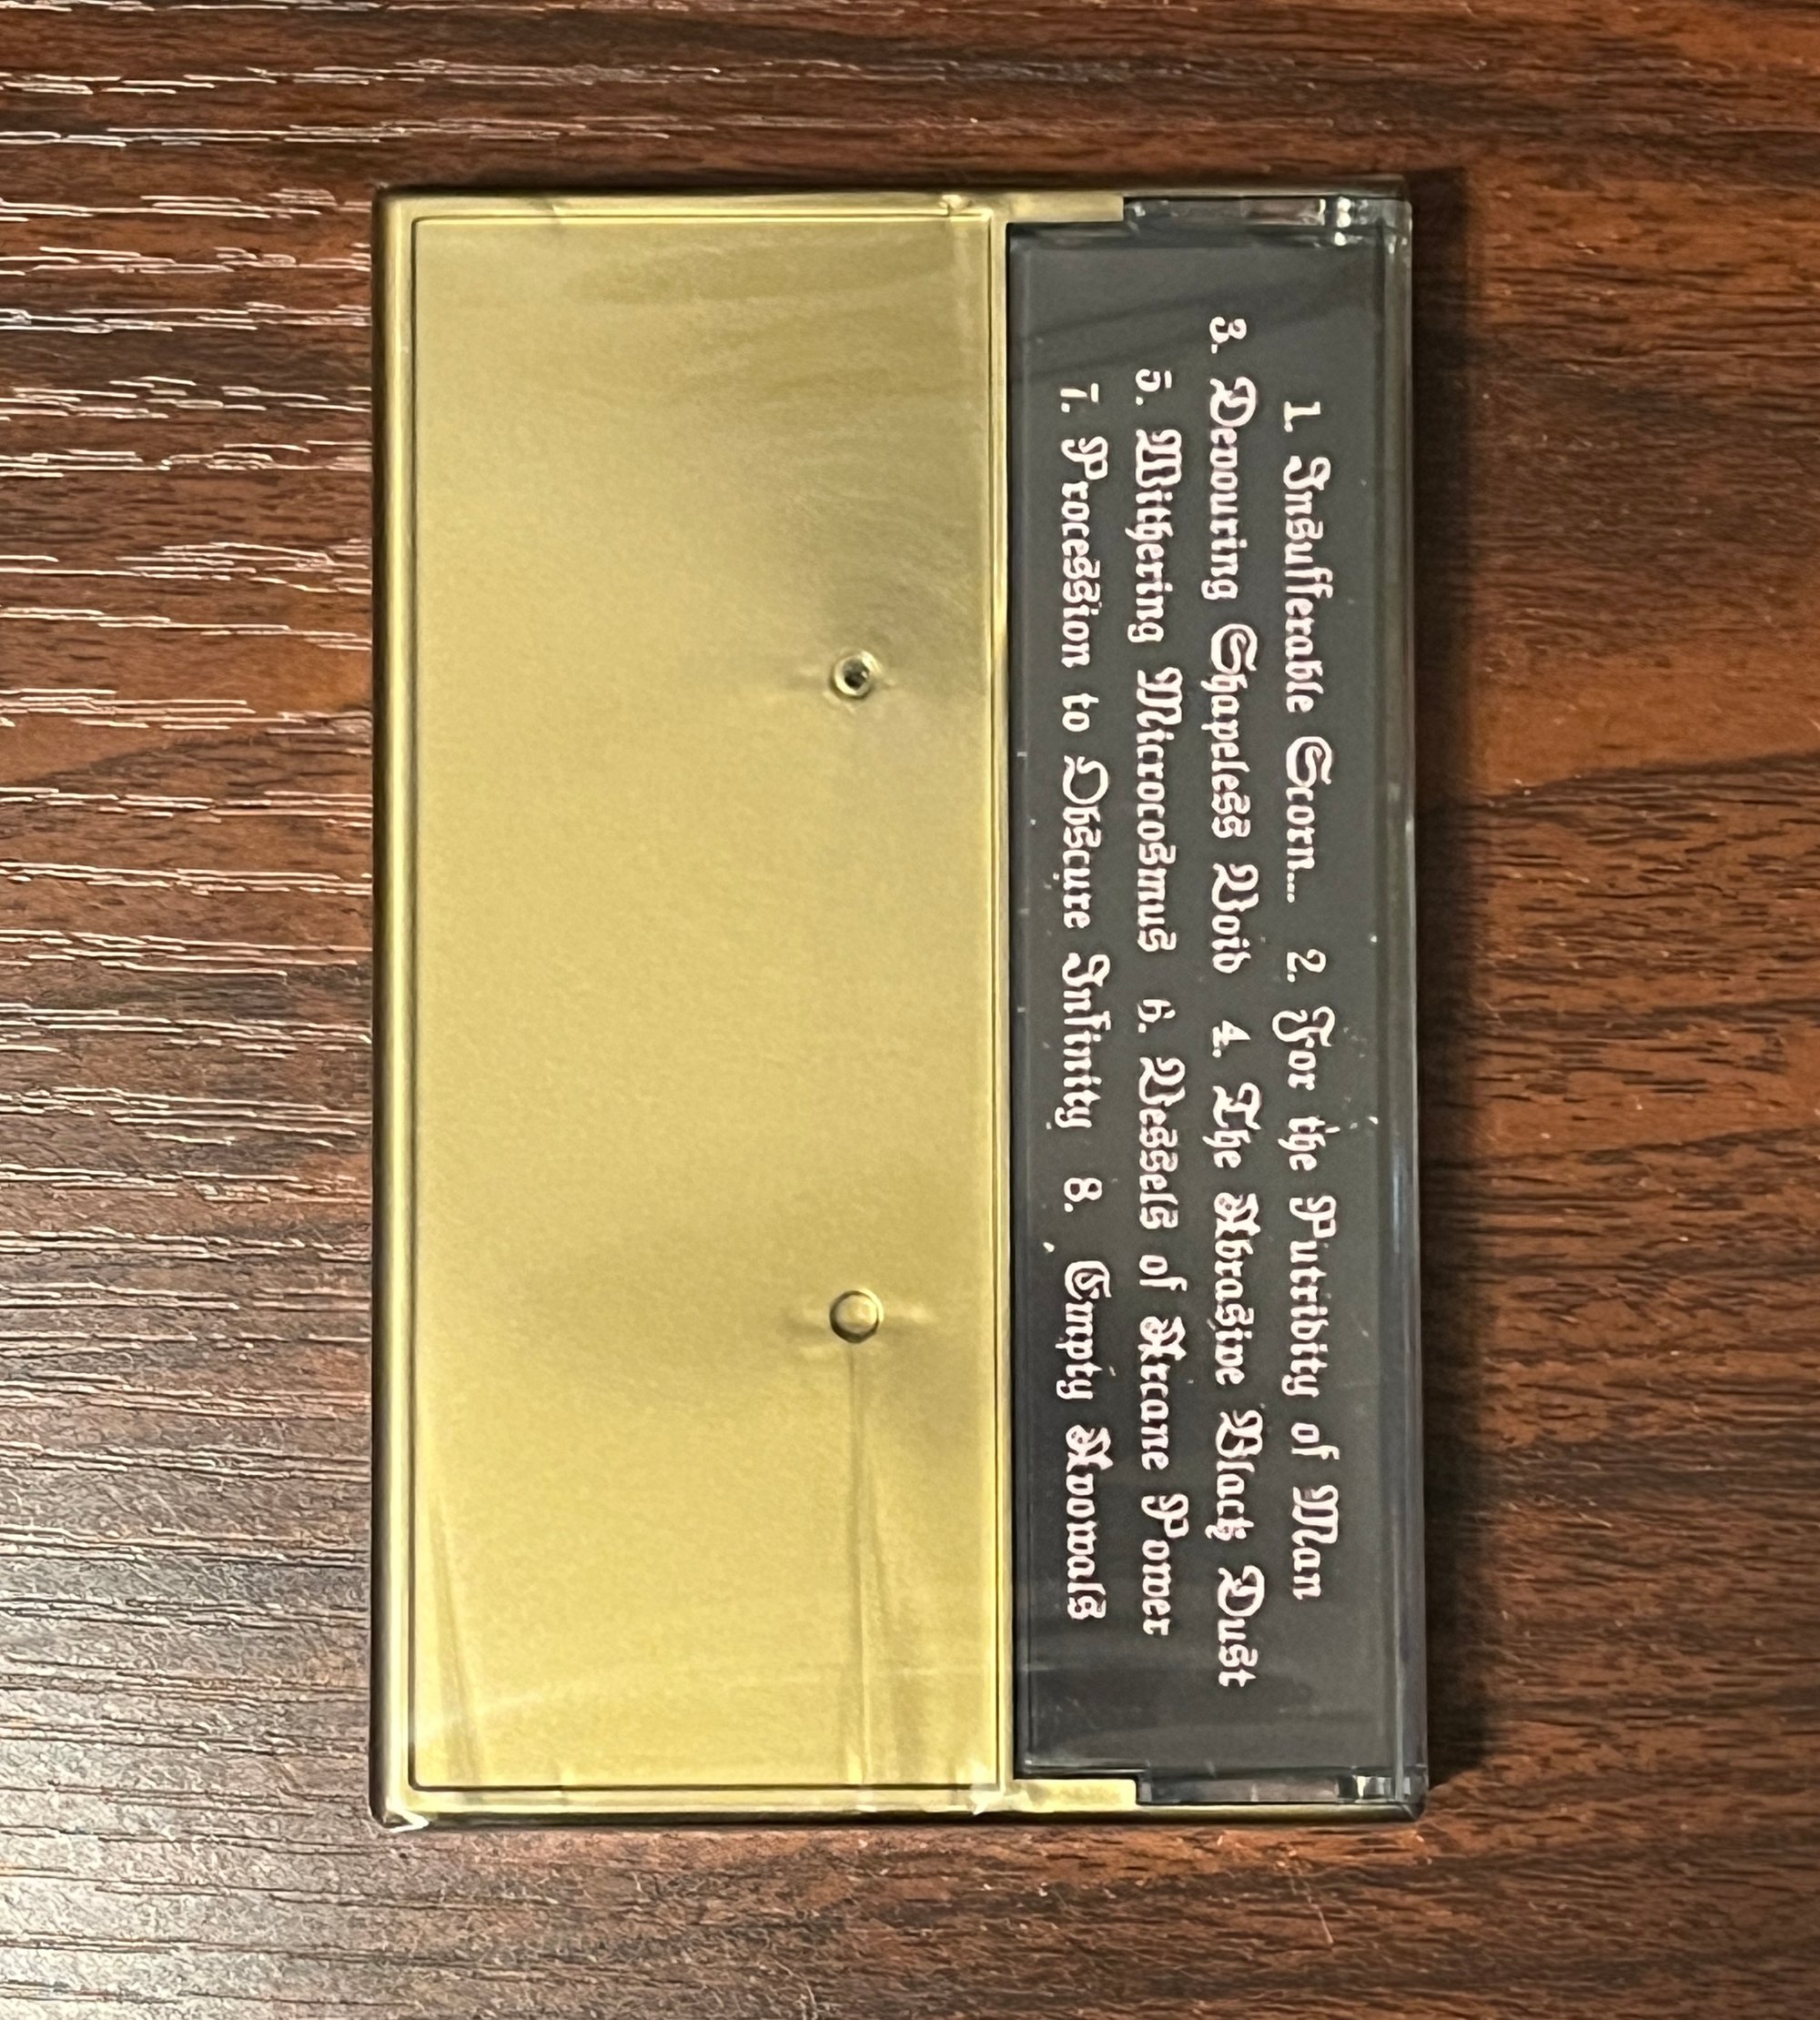 1. Insufferable Scorn... 2. For the Putridity of Man
3. Devouring Shapeless Void 4. The Abrasive Black Dust
5. Withering Microcosmus 6. Vessels of Arcane Power
7. Procession to Obscure Infinity 8. Empty Avowals